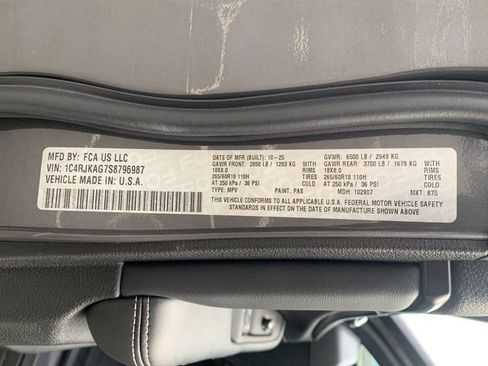 MFD BY: FCA US LLC
VIN: 1C4RJKAG7S8796987
VEHICLE MADE IN U.S.A.
DATE OF MFR (BUILT): 10-25
GVWR: 6500 LB / 2949 KG
GAWR FRONT: 2850 LB / 1293 KG
GAWR REAR: 3700 LB / 1679 KG
18X8.0 RIMS
18X8.0 RIMS
265/60R18 110H TIRES
265/60R18 110H TIRES
AT 250 kPa / 36 PSI
AT 250 kPa / 36 PSI
TYPE: MPV PAINT: PAS MDH: 102907 MKT: 875
THIS VEHICLE CONFORMS TO ALL APPLICABLE U.S.A. FEDERAL MOTOR VEHICLE SAFETY
STANDARDS IN EFFECT ON THE DATE OF MANUFACTURE SHOWN ABOVE